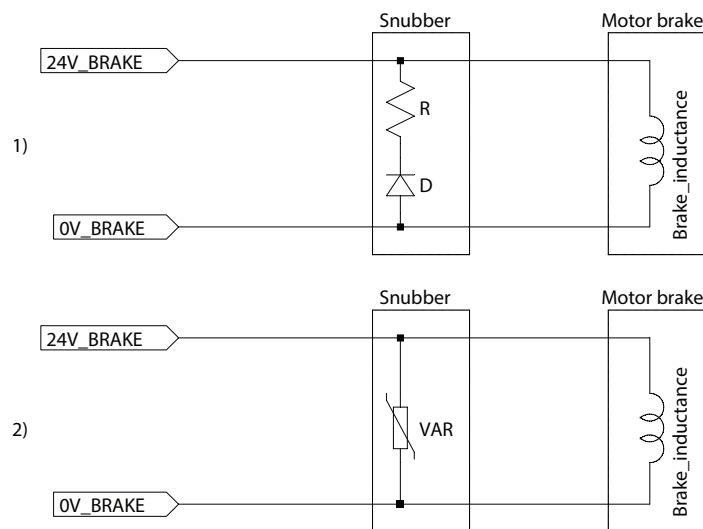 Snubber
Motor brake
24V_BRAKE
R
1)
D
Brake_inductance
0V_BRAKE
Snubber
Motor brake
24V_BRAKE
2)
VAR
Brake_inductance
0V_BRAKE